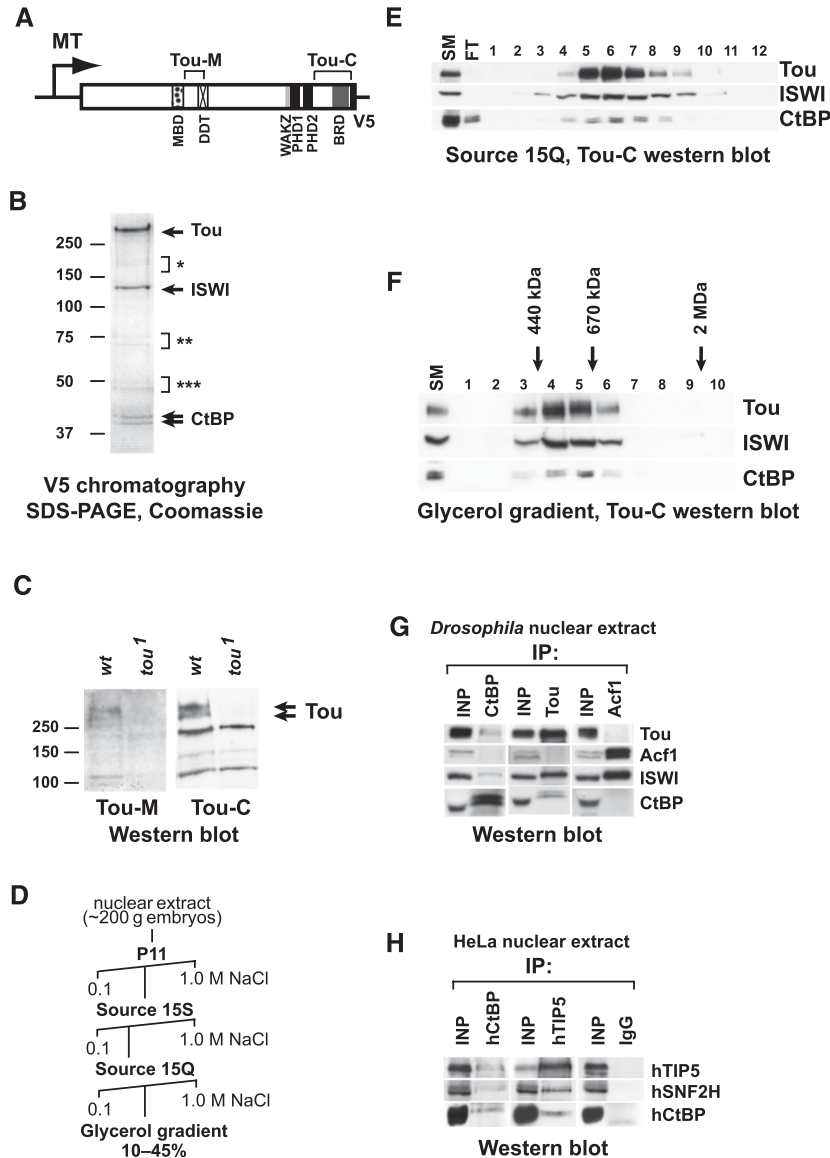 A
MT
Tou-M
Tou-C
V5
MBD
DDT
WAKZ
PHD1
PHD2
BRD
B
250
150
100
75
50
37
Tou
*
ISWI
**
***
CtBP
V5 chromatography
SDS-PAGE, Coomassie
C
wt
tou1
wt
tou1
250
150
100
Tou
Tou-M
Tou-C
Western blot
D
nuclear extract
(~200 g embryos)
P11
0.1
1.0 M NaCl
Source 15S
0.1
1.0 M NaCl
Source 15Q
0.1
1.0 M NaCl
Glycerol gradient
10–45%
E
SM FT 1 2 3 4 5 6 7 8 9 10 11 12
Tou
ISWI
CtBP
Source 15Q, Tou-C western blot
F
440 kDa
670 kDa
2 MDa
SM 1 2 3 4 5 6 7 8 9 10
Tou
ISWI
CtBP
Glycerol gradient, Tou-C western blot
G
Drosophila nuclear extract
IP:
INP CtBP INP Tou INP Acf1
Tou
Acf1
ISWI
CtBP
Western blot
H
HeLa nuclear extract
IP:
INP hCtBP INP hTIP5 INP IgG
hTIP5
hSNF2H
hCtBP
Western blot